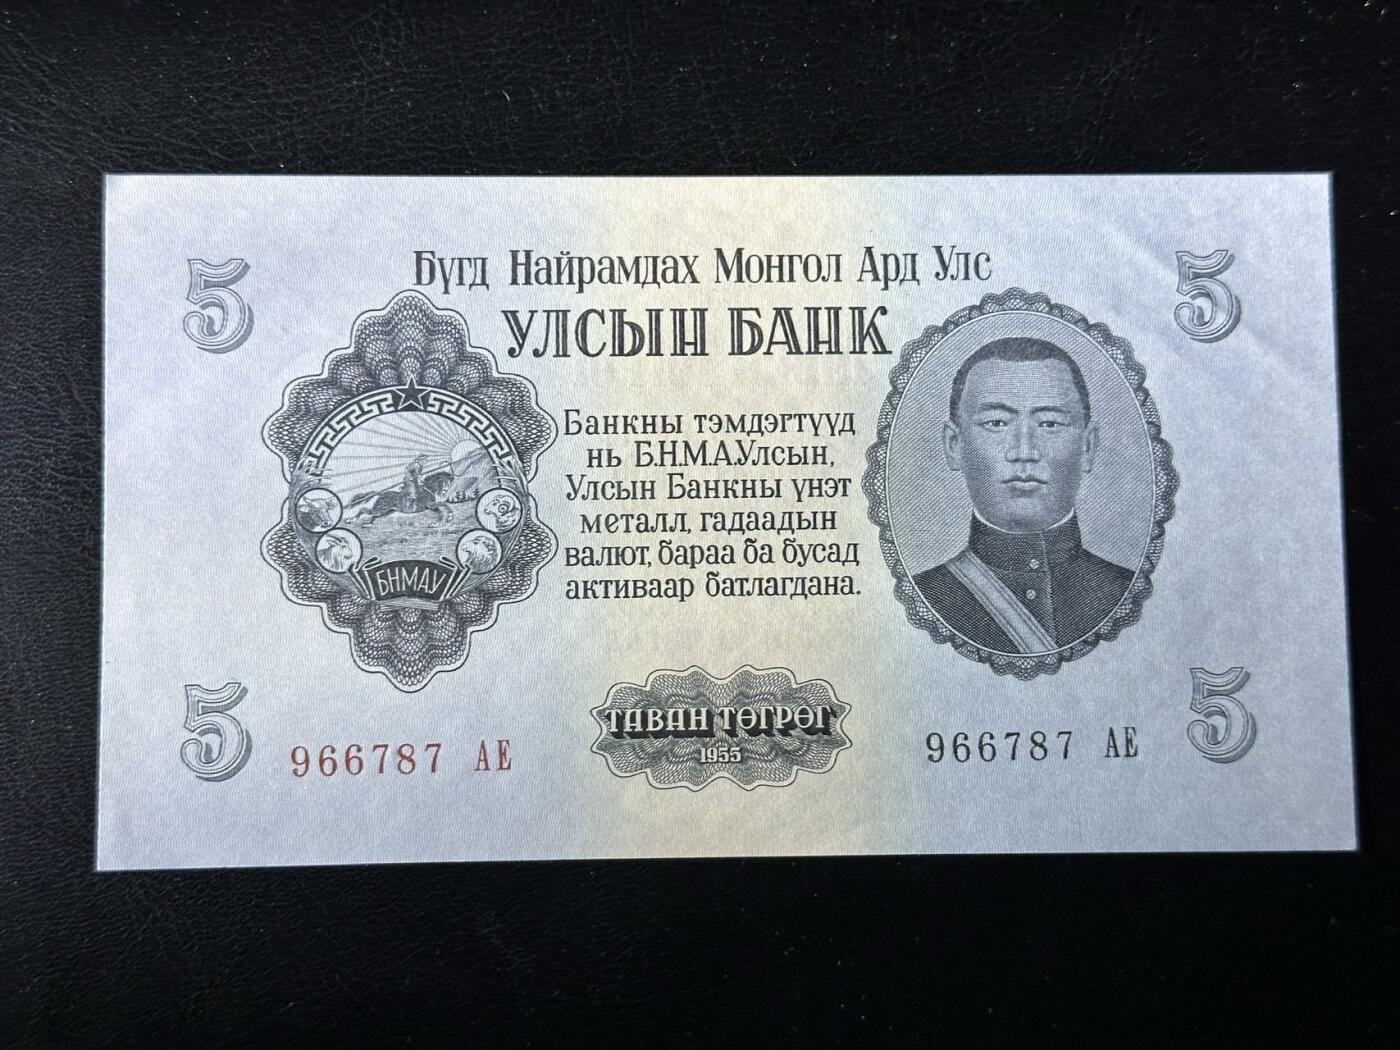 Бүгд Найрамдах Монгол Ард Улс
5
5
УЛСЫН БАНК
Банкны тэмдэгтүүд
нь Б.Н.М.А.Улсын,
Улсын Банкны үнэт
металл, гадаадын
валют, бараа ба бусад
активаар батлагдана.
БНМАУ
5
5
ТАВАН ТӨГРӨГ
1955
966787 АЕ
966787 АЕ